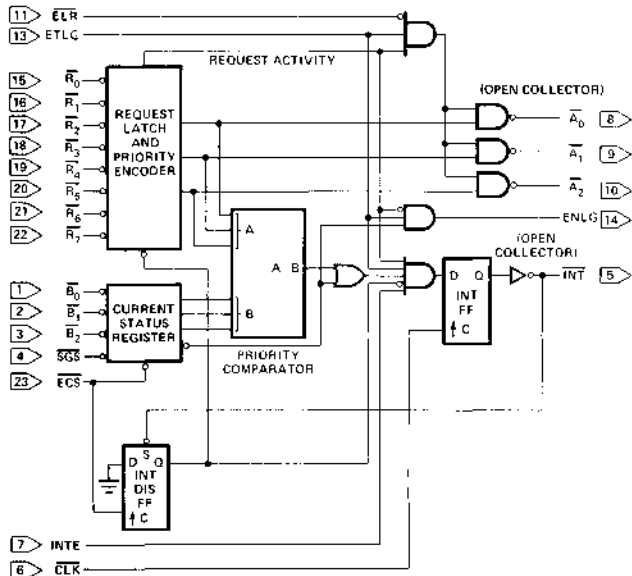 11 ELR
13 ETLG
REQUEST ACTIVITY
15 R0
16 R1
17 R2
18 R3
19 R4
20 R5
21 R6
22 R7
REQUEST
LATCH
AND
PRIORITY
ENCODER
(OPEN COLLECTOR)
A0 8
A1 9
A2 10
ENLG 14
(OPEN
COLLECTOR)
INT 5
A
B
A B
PRIORITY
COMPARATOR
1 B0
2 B1
3 B2
4 SGS
23 ECS
CURRENT
STATUS
REGISTER
D Q
INT
FF
C
S
D Q
INT
DIS
FF
C
7 INTE
6 CLK